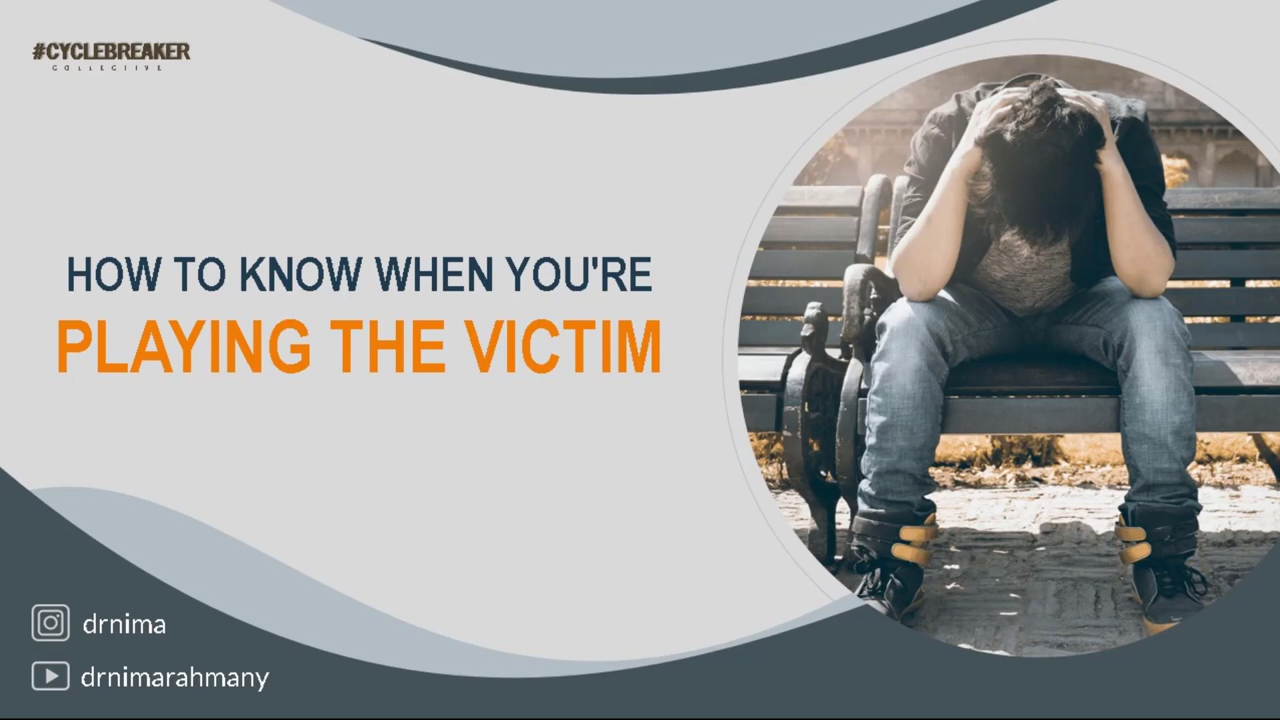 #CYCLEBREAKER
COLLECTIVE
HOW TO KNOW WHEN YOU'RE
PLAYING THE VICTIM
drnima
drnimarahmany